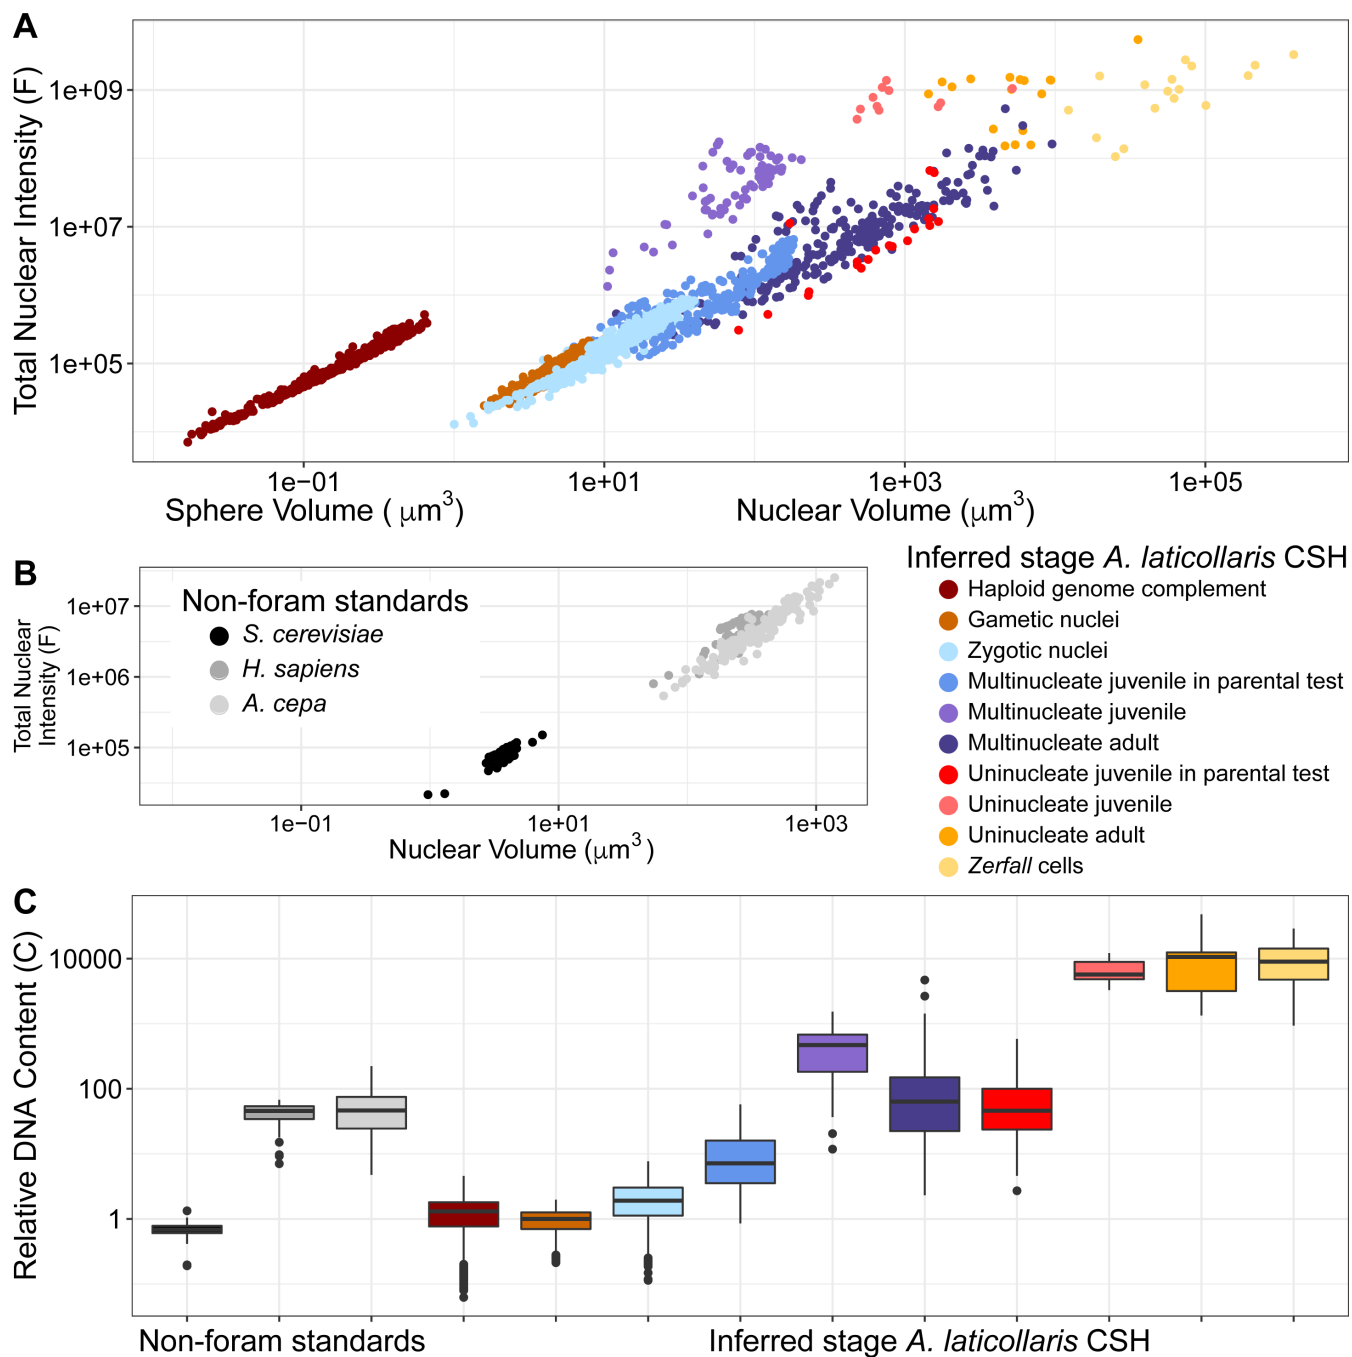 A
Total Nuclear Intensity (F)
1e+09
1e+07
1e+05
1e−01
1e+01
1e+03
1e+05
Sphere Volume ( μm³)
Nuclear Volume (μm³)
B
Total Nuclear
Intensity (F)
1e+07
1e+06
1e+05
Non-foram standards
S. cerevisiae
H. sapiens
A. cepa
1e−01
1e+01
1e+03
Nuclear Volume (μm³)
Inferred stage A. laticollaris CSH
Haploid genome complement
Gametic nuclei
Zygotic nuclei
Multinucleate juvenile in parental test
Multinucleate juvenile
Multinucleate adult
Uninucleate juvenile in parental test
Uninucleate juvenile
Uninucleate adult
Zerfall cells
C
Relative DNA Content (C)
10000
100
1
Non-foram standards
Inferred stage A. laticollaris CSH